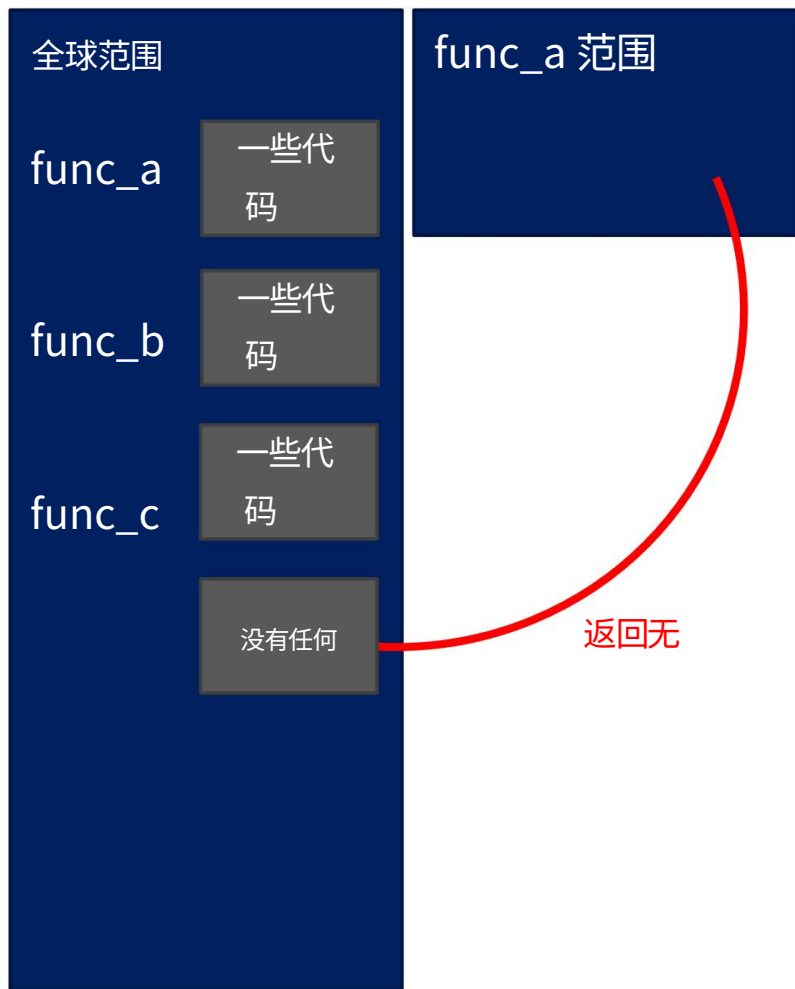 全球范围
func_a 范围
func_a
一些代
码
func_b
一些代
码
func_c
一些代
码
没有任何
返回无